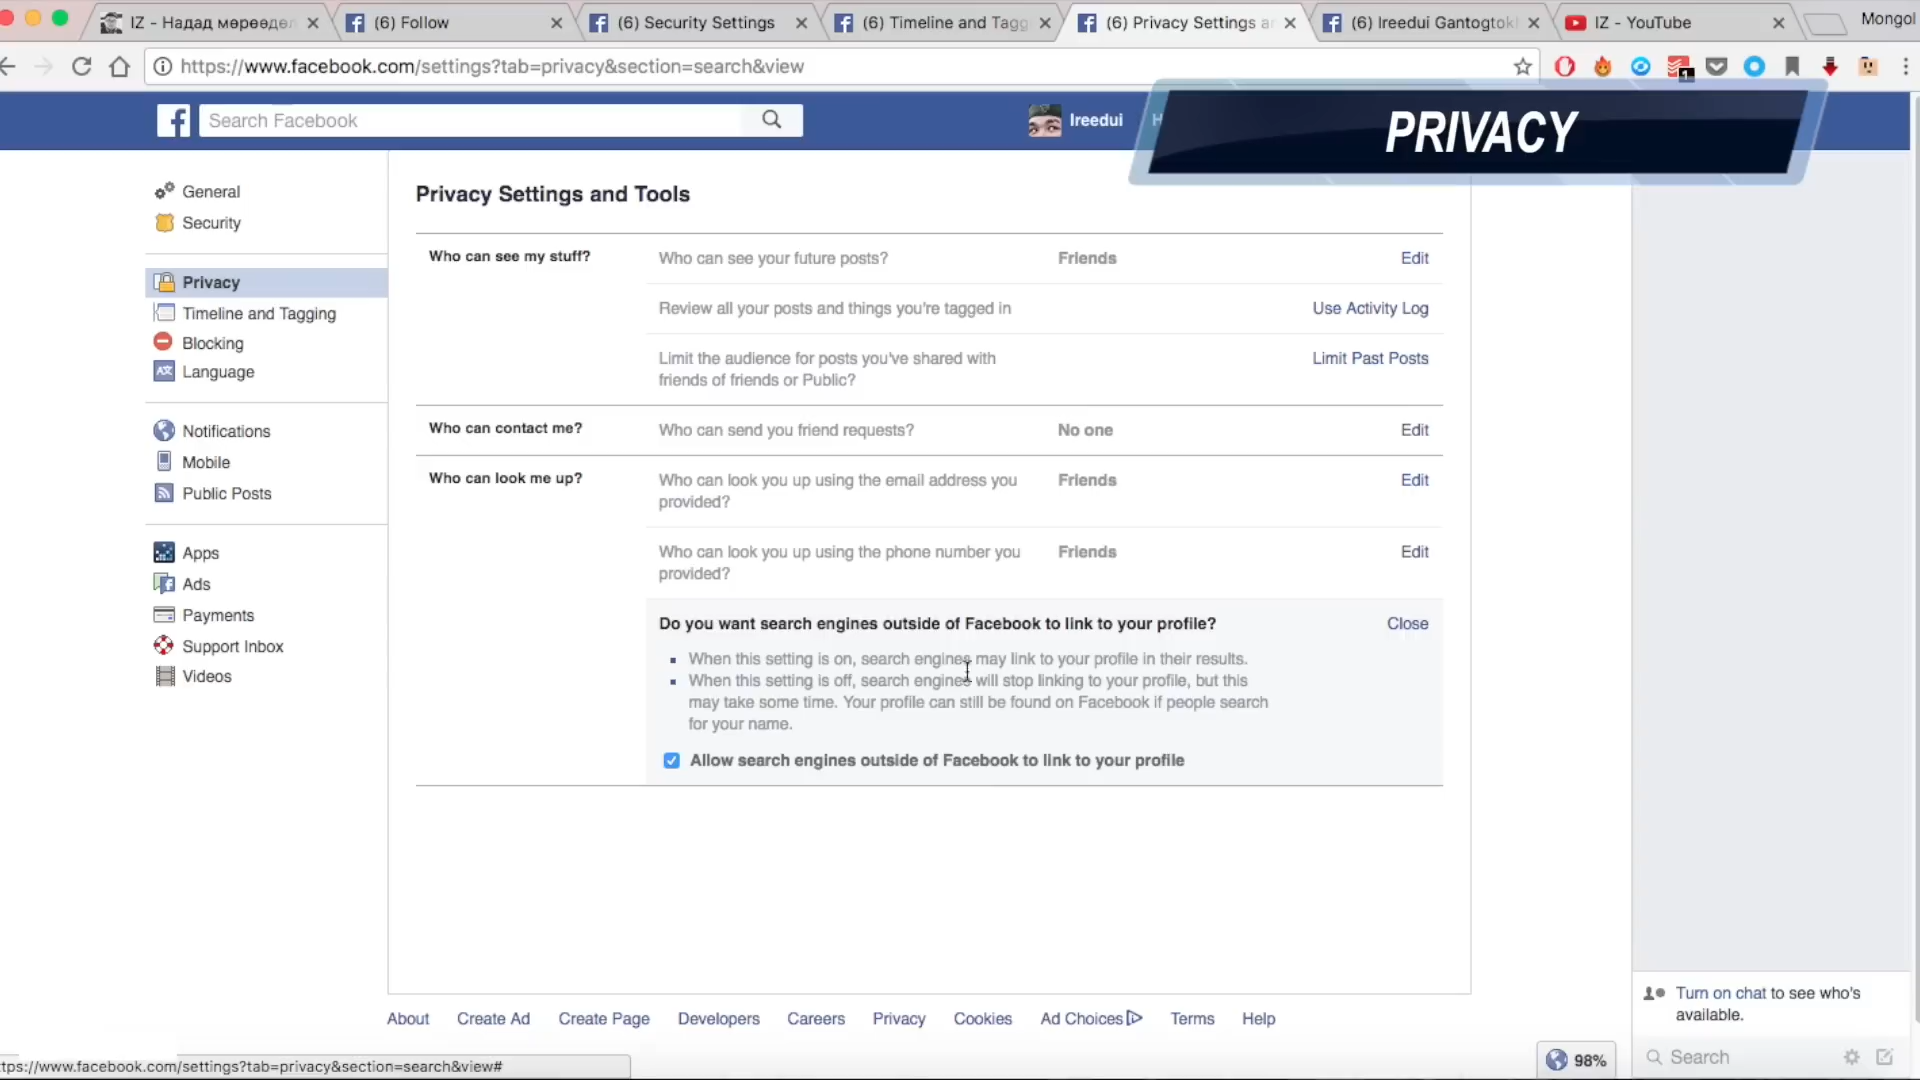 IZ - Надад мөрөөдөл
(6) Follow
(6) Security Settings
(6) Timeline and Tagg
(6) Privacy Settings an
(6) Ireedui Gantogtok
IZ - YouTube
Mongol
https://www.facebook.com/settings?tab=privacy&section=search&view
1
Search Facebook
Ireedui
H
PRIVACY
General
Security
Privacy
Timeline and Tagging
Blocking
Language
Notifications
Mobile
Public Posts
Apps
Ads
Payments
Support Inbox
Videos
Privacy Settings and Tools
Who can see my stuff?
Who can see your future posts?
Friends
Edit
Review all your posts and things you're tagged in
Use Activity Log
Limit the audience for posts you've shared with
friends of friends or Public?
Limit Past Posts
Who can contact me?
Who can send you friend requests?
No one
Edit
Who can look me up?
Who can look you up using the email address you
provided?
Friends
Edit
Who can look you up using the phone number you
provided?
Friends
Edit
Do you want search engines outside of Facebook to link to your profile?
Close
When this setting is on, search engines may link to your profile in their results.
When this setting is off, search engines will stop linking to your profile, but this
may take some time. Your profile can still be found on Facebook if people search
for your name.
Allow search engines outside of Facebook to link to your profile
About
Create Ad
Create Page
Developers
Careers
Privacy
Cookies
Ad Choices
Terms
Help
Turn on chat to see who's
available.
Search
98%
tps://www.facebook.com/settings?tab=privacy&section=search&view#